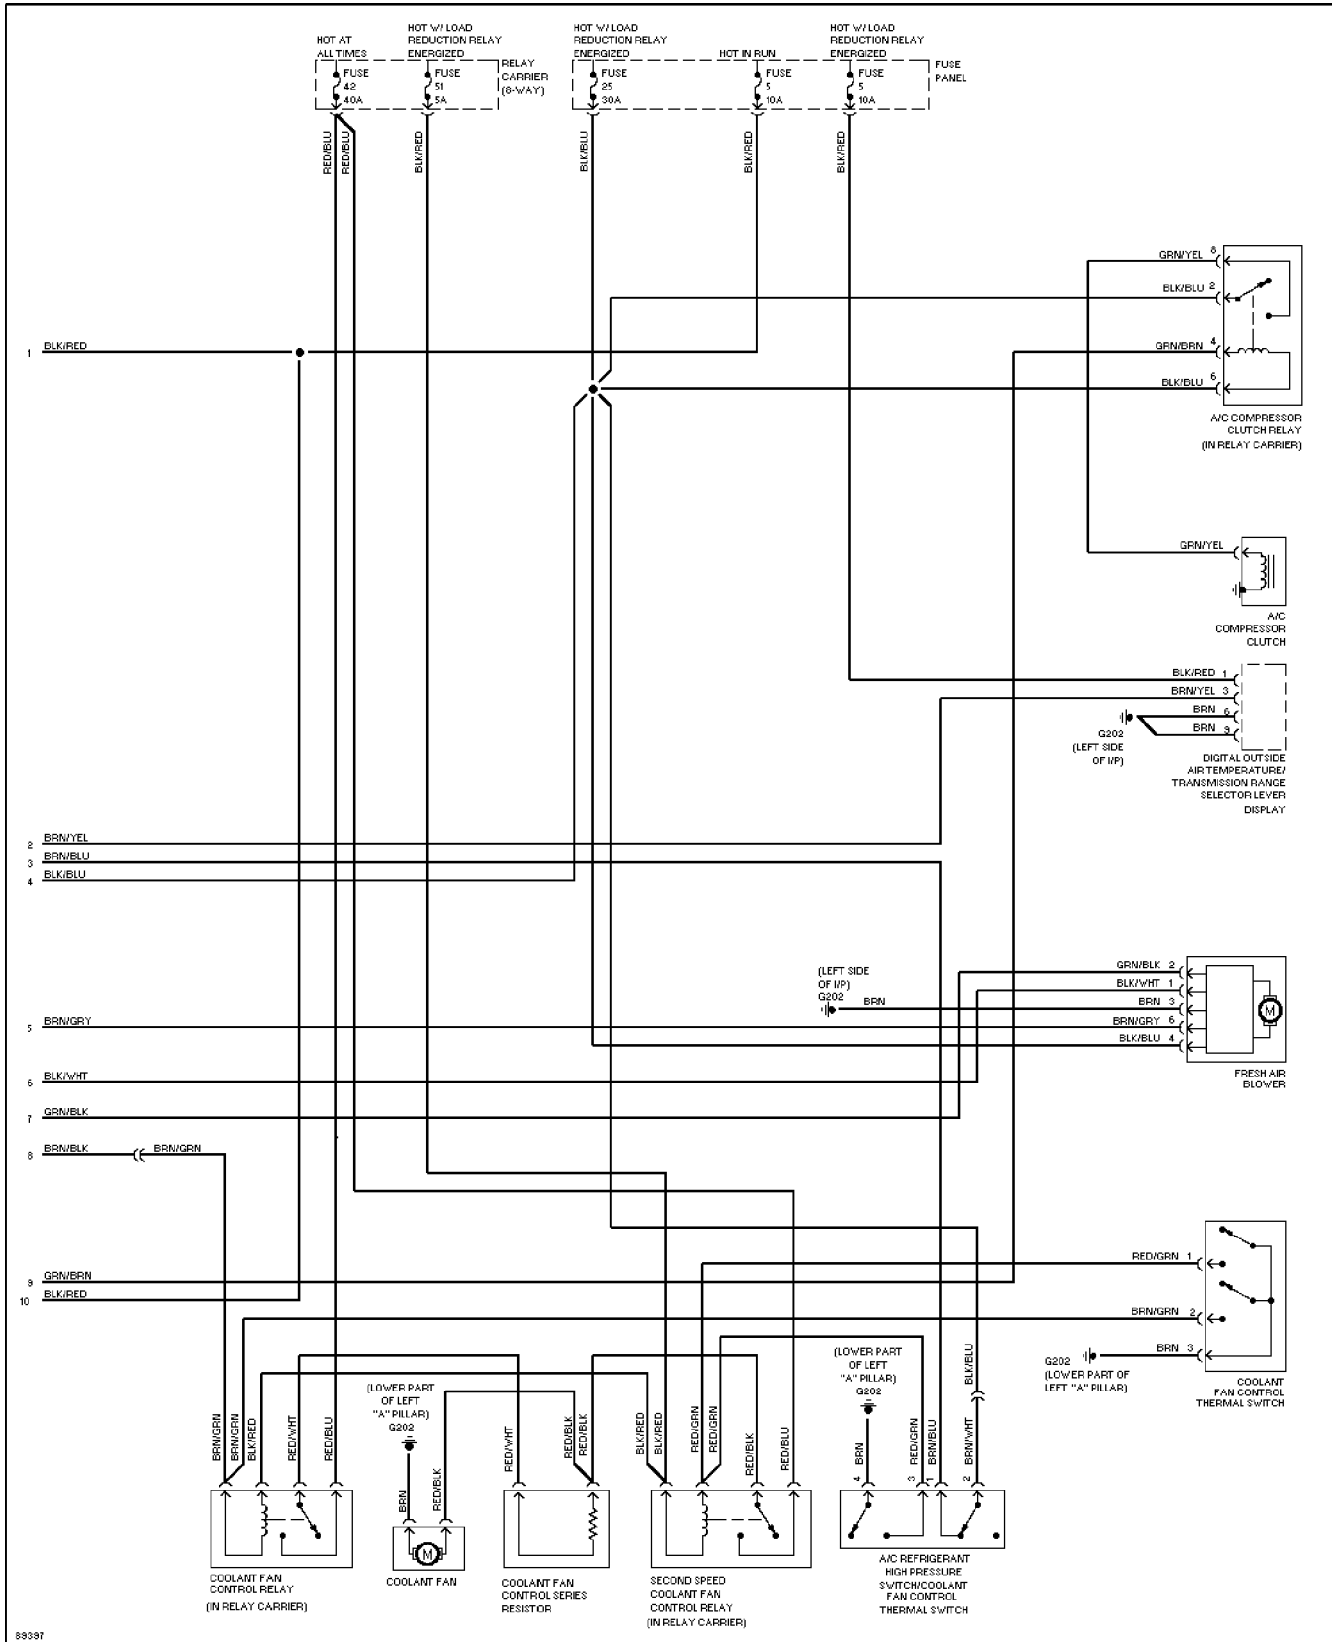 HOT AT
ALL TIMES
HOT W/ LOAD
REDUCTION RELAY
ENERGIZED
HOT W/ LOAD
REDUCTION RELAY
ENERGIZED
HOT IN RUN
HOT W/ LOAD
REDUCTION RELAY
ENERGIZED
FUSE
42
40A
FUSE
51
5A
RELAY
CARRIER
(8-WAY)
FUSE
25
30A
FUSE
5
10A
FUSE
5
10A
FUSE
PANEL
RED/BLU
RED/BLU
BLK/RED
BLK/RED
BLK/RED
BLK/RED
GRN/YEL 8
BLK/BLU 2
GRN/BRN 4
BLK/BLU 6
A/C COMPRESSOR
CLUTCH RELAY
(IN RELAY CARRIER)
1 BLK/RED
GRN/YEL
A/C
COMPRESSOR
CLUTCH
BLK/RED 1
BRN/YEL 3
BRN 6
BRN 9
G202
(LEFT SIDE
OF I/P)
DIGITAL OUTSIDE
AIR TEMPERATURE/
TRANSMISSION RANGE
SELECTOR LEVER
DISPLAY
2 BRN/YEL
3 BRN/BLU
4 BLK/BLU
(LEFT SIDE
OF I/P)
G202
BRN
GRN/BLK 2
BLK/WHT 1
BRN 3
BRN/GRY 6
BLK/BLU 4
FRESH AIR
BLOWER
5 BRN/GRY
6 BLK/WHT
7 GRN/BLK
8 BRN/BLK
BRN/GRN
9 GRN/BRN
10 BLK/RED
RED/GRN 1
BRN/GRN 2
BRN 3
G202
(LOWER PART OF
LEFT "A" PILLAR)
COOLANT
FAN CONTROL
THERMAL SWITCH
BRN/GRN
BRN/GRN
BLK/RED
RED/WHT
RED/BLU
(LOWER PART
OF LEFT
"A" PILLAR)
G202
BRN
RED/BLK
RED/WHT
RED/BLK
RED/BLK
BLK/RED
BLK/RED
RED/GRN
RED/GRN
RED/BLK
RED/BLU
(LOWER PART
OF LEFT
"A" PILLAR)
G202
BRN
4
RED/GRN
3
BRN/BLU
1
BLK/BLU
BRN/WHT
2
M
M
COOLANT FAN
CONTROL RELAY
(IN RELAY CARRIER)
COOLANT FAN
COOLANT FAN
CONTROL SERIES
RESISTOR
SECOND SPEED
COOLANT FAN
CONTROL RELAY
(IN RELAY CARRIER)
A/C REFRIGERANT
HIGH PRESSURE
SWITCH/COOLANT
FAN CONTROL
THERMAL SWITCH
89397